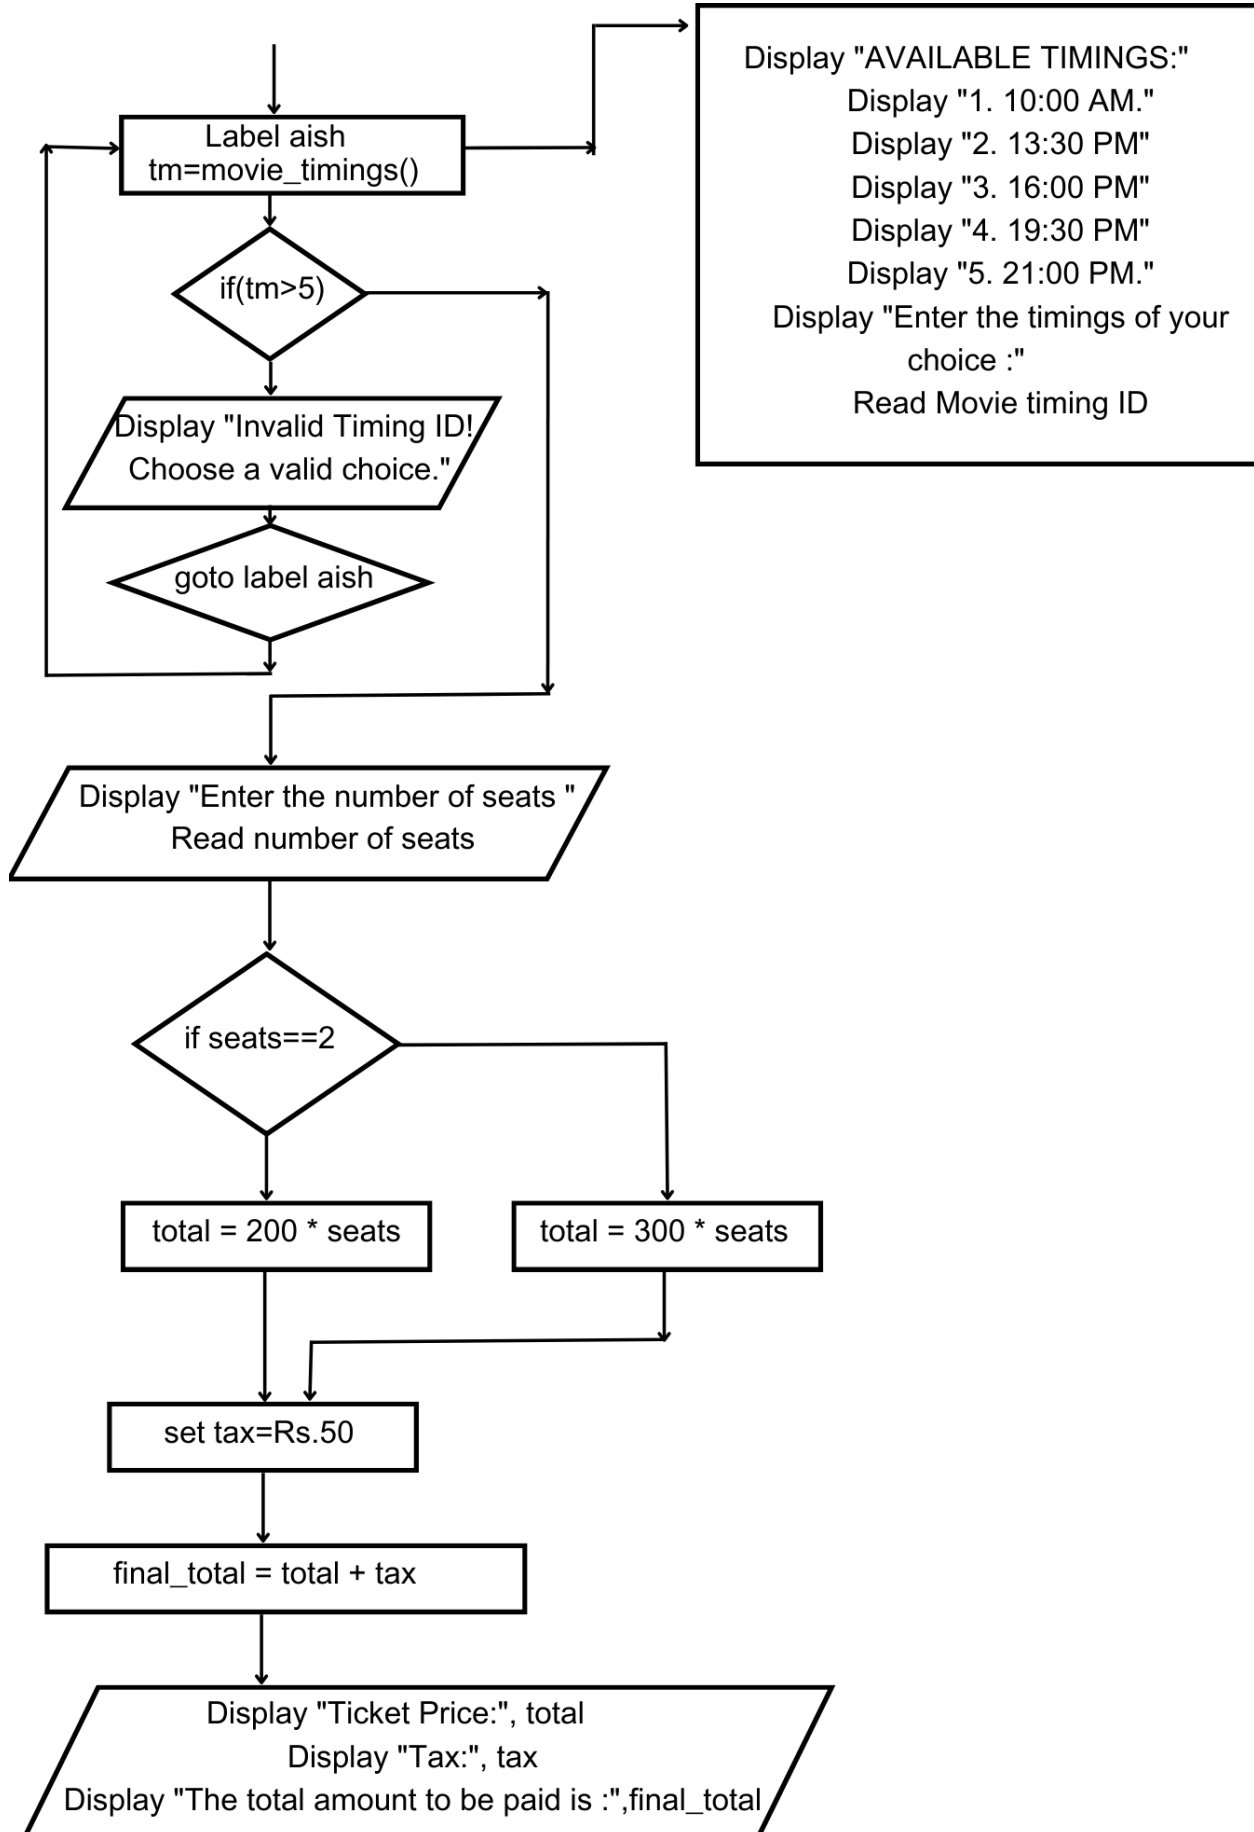 Label aish
tm=movie_timings()
Display "AVAILABLE TIMINGS:"
Display "1. 10:00 AM."
Display "2. 13:30 PM"
Display "3. 16:00 PM"
Display "4. 19:30 PM"
Display "5. 21:00 PM."
Display "Enter the timings of your
choice :"
Read Movie timing ID
if(tm>5)
Display "Invalid Timing ID!
Choose a valid choice."
goto label aish
Display "Enter the number of seats "
Read number of seats
if seats==2
total = 200 * seats
total = 300 * seats
set tax=Rs.50
final_total = total + tax
Display "Ticket Price:", total
Display "Tax:", tax
Display "The total amount to be paid is :",final_total